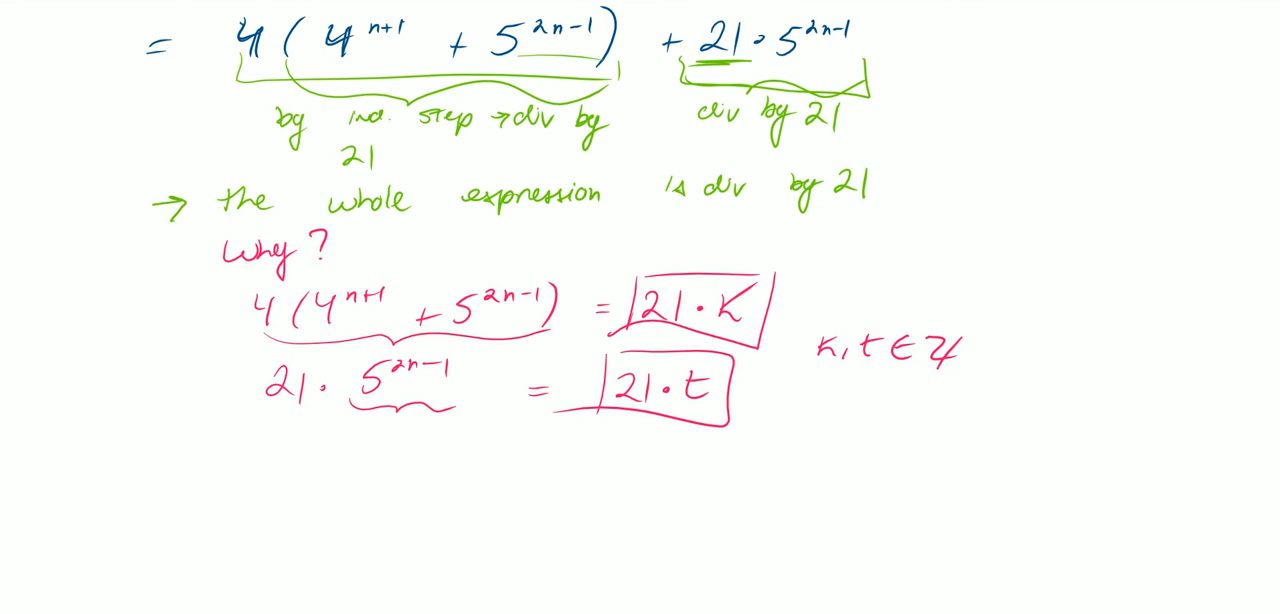 = 4(4^{n+1} + 5^{2n-1}) + 21 · 5^{2n-1}
by ind. step → div by 21
div by 21
→ the whole expression is div by 21
Why?
4(4^{n+1} + 5^{2n-1}) = 21 · K
K, t ∈ ℤ
21 · 5^{2n-1} = 21 · t